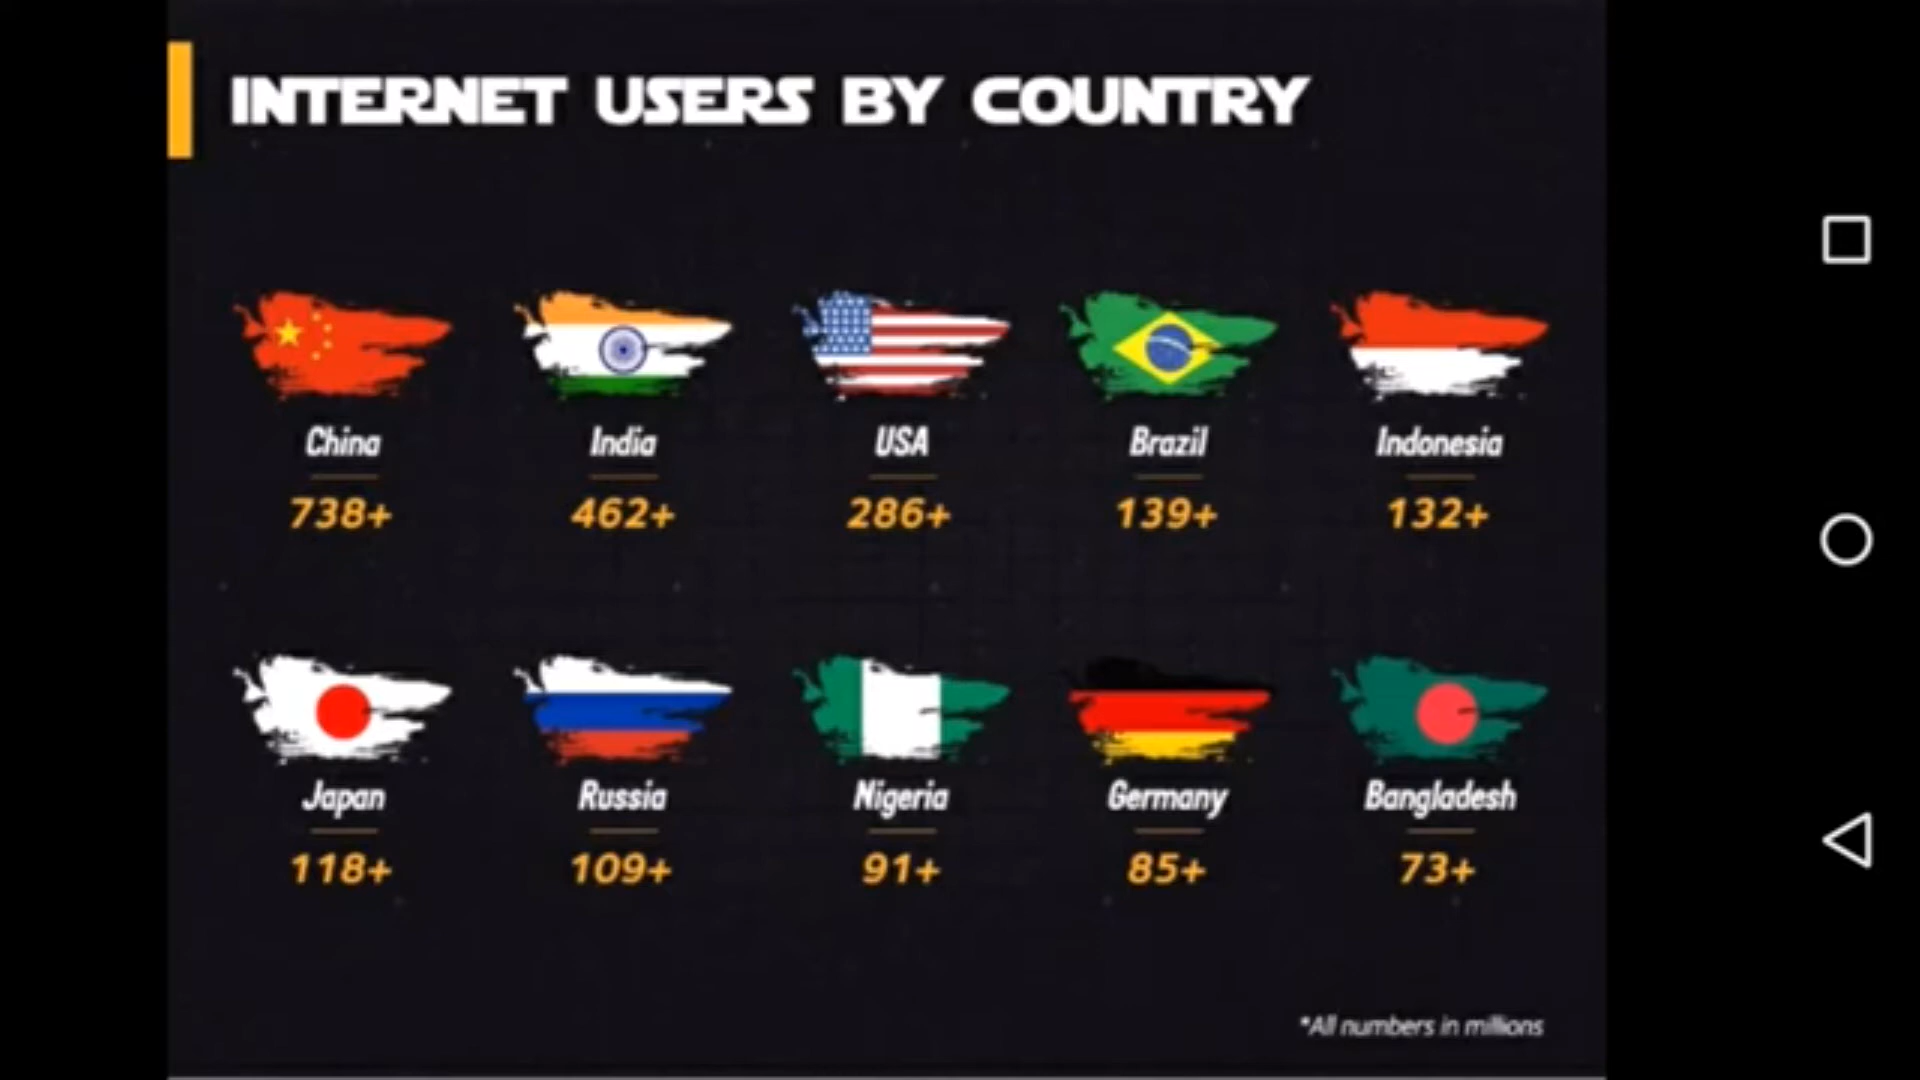 INTERNET USERS BY COUNTRY
China India USA Brazil Indonesia
738+ 462+ 286+ 139+ 132+
Japan Russia Nigeria Germany Bangladesh
118+ 109+ 91+ 85+ 73+
*All numbers in millions